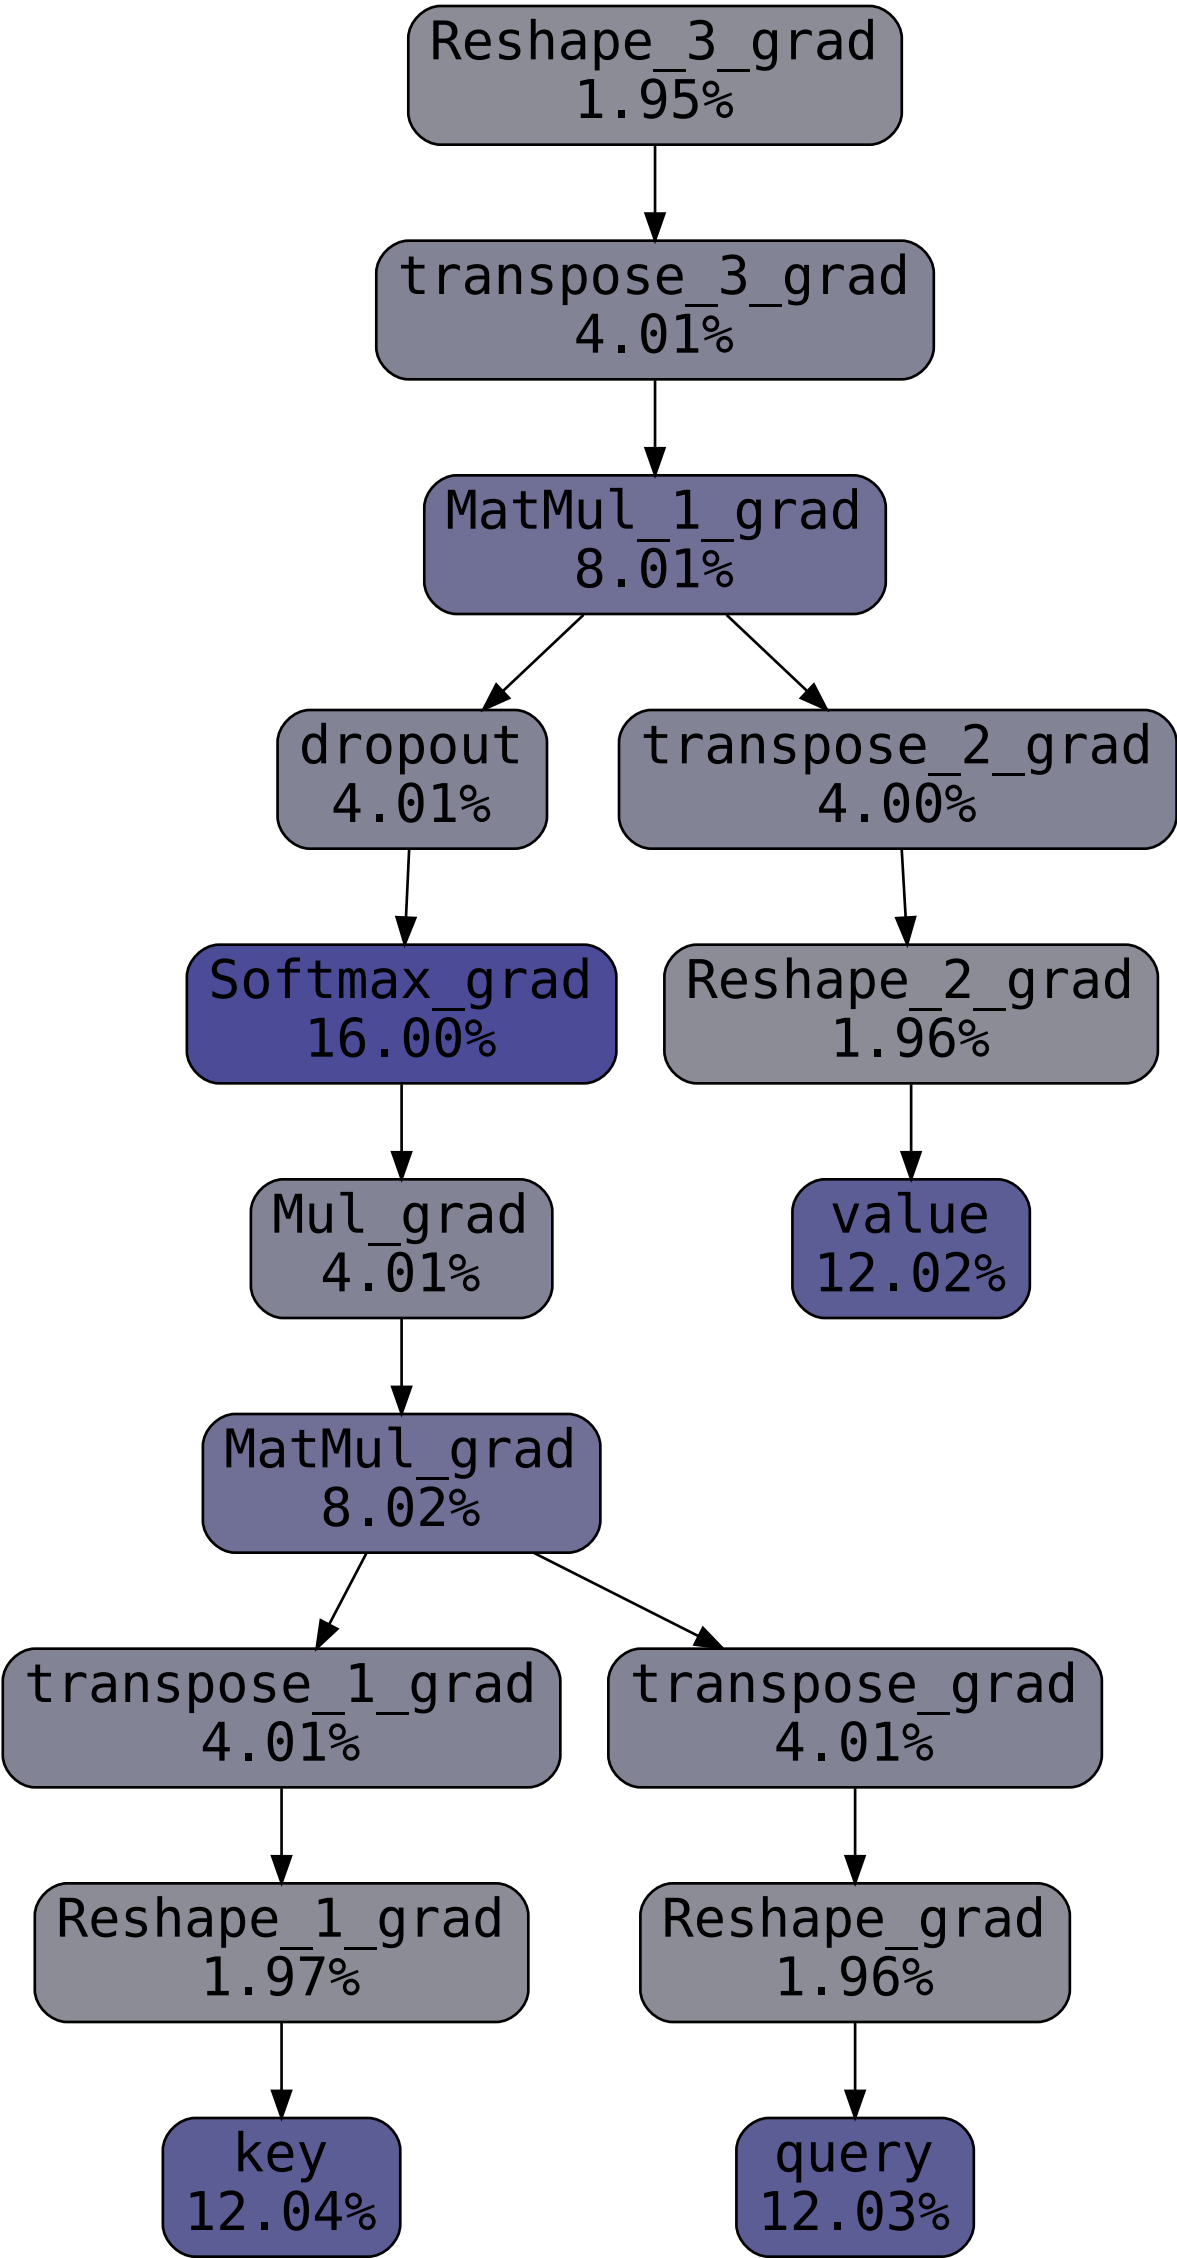 Reshape_3_grad
1.95%
transpose_3_grad
4.01%
MatMul_1_grad
8.01%
dropout
4.01%
transpose_2_grad
4.00%
Softmax_grad
16.00%
Reshape_2_grad
1.96%
Mul_grad
4.01%
value
12.02%
MatMul_grad
8.02%
transpose_1_grad
4.01%
transpose_grad
4.01%
Reshape_1_grad
1.97%
Reshape_grad
1.96%
key
12.04%
query
12.03%